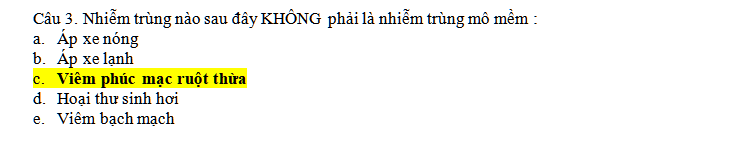 Câu 3. Nhiễm trùng nào sau đây KHÔNG phải là nhiễm trùng mô mềm :
a. Áp xe nóng
b. Áp xe lạnh
c. Viêm phúc mạc ruột thừa
d. Hoại thư sinh hơi
e. Viêm bạch mạch